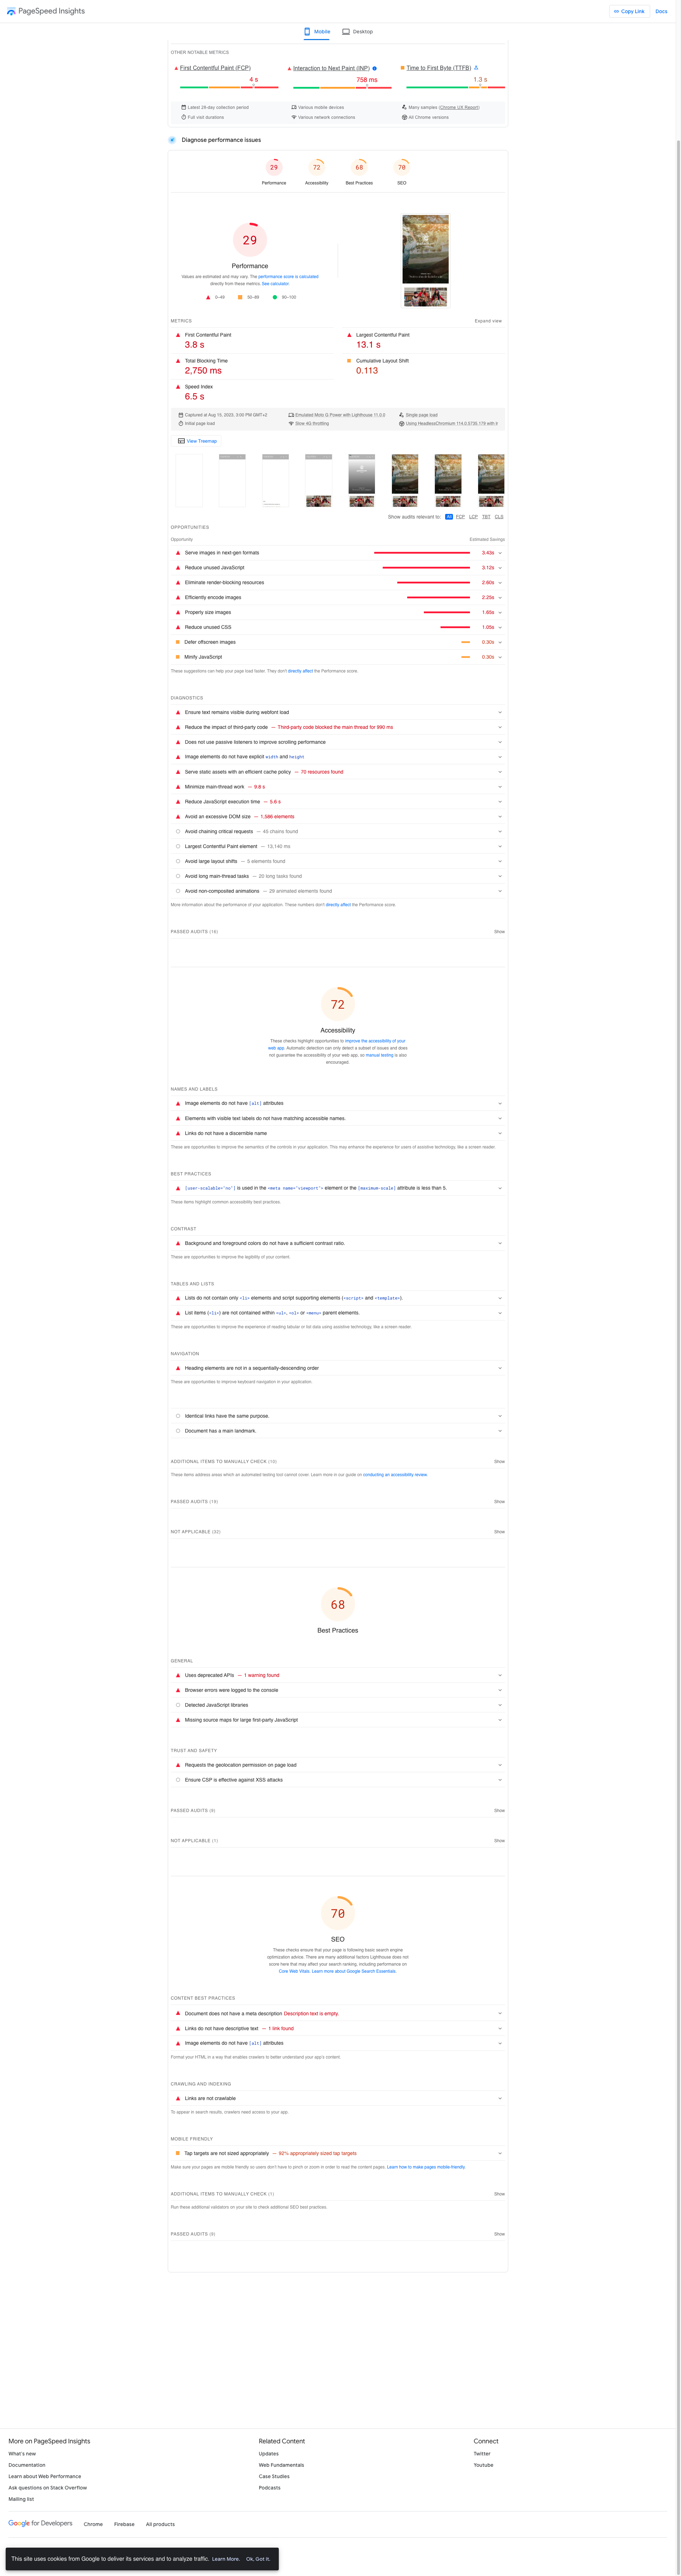 PageSpeed Insights
Copy Link
Docs
Mobile
Desktop
OTHER NOTABLE METRICS
First Contentful Paint (FCP)
4 s
Interaction to Next Paint (INP)
758 ms
Time to First Byte (TTFB)
1.3 s
Latest 28-day collection period
Various mobile devices
Many samples (Chrome UX Report)
Full visit durations
Various network connections
All Chrome versions
Diagnose performance issues
29
72
68
70
Performance
Accessibility
Best Practices
SEO
29
Performance
Values are estimated and may vary. The performance score is calculated
directly from these metrics. See calculator.
0–49
50–89
90–100
METRICS
Expand view
First Contentful Paint
3.8 s
Largest Contentful Paint
13.1 s
Total Blocking Time
2,750 ms
Cumulative Layout Shift
0.113
Speed Index
6.5 s
Captured at Aug 10, 2023, 3:00 PM GMT+2
Emulated Moto G Power with Lighthouse 11.0.0
Single page load
Initial page load
Slow 4G throttling
Using HeadlessChromium 114.0.5735.179 with lr
View Treemap
Show audits relevant to: All FCP LCP TBT CLS
OPPORTUNITIES
Opportunity
Estimated Savings
Serve images in next-gen formats
3.43s
Reduce unused JavaScript
3.12s
Eliminate render-blocking resources
2.60s
Efficiently encode images
2.25s
Properly size images
1.65s
Reduce unused CSS
1.05s
Defer offscreen images
0.30s
Minify JavaScript
0.30s
These suggestions can help your page load faster. They don't directly affect the Performance score.
DIAGNOSTICS
Ensure text remains visible during webfont load
Reduce the impact of third-party code — Third-party code blocked the main thread for 990 ms
Does not use passive listeners to improve scrolling performance
Image elements do not have explicit width and height
Serve static assets with an efficient cache policy — 70 resources found
Minimize main-thread work — 9.8 s
Reduce JavaScript execution time — 5.6 s
Avoid an excessive DOM size — 1,586 elements
Avoid chaining critical requests — 45 chains found
Largest Contentful Paint element — 13,140 ms
Avoid large layout shifts — 5 elements found
Avoid long main-thread tasks — 20 long tasks found
Avoid non-composited animations — 29 animated elements found
More information about the performance of your application. These numbers don't directly affect the Performance score.
PASSED AUDITS (16)
Show
72
Accessibility
These checks highlight opportunities to improve the accessibility of your
web app. Automatic detection can only detect a subset of issues and does
not guarantee the accessibility of your web app, so manual testing is also
encouraged.
NAMES AND LABELS
Image elements do not have [alt] attributes
Elements with visible text labels do not have matching accessible names.
Links do not have a discernible name
These are opportunities to improve the semantics of the controls in your application. This may enhance the experience for users of assistive technology, like a screen reader.
BEST PRACTICES
[user-scalable="no"] is used in the <meta name="viewport"> element or the [maximum-scale] attribute is less than 5.
These items highlight common accessibility best practices.
CONTRAST
Background and foreground colors do not have a sufficient contrast ratio.
These are opportunities to improve the legibility of your content.
TABLES AND LISTS
Lists do not contain only <li> elements and script supporting elements (<script> and <template>).
List items (<li>) are not contained within <ul>, <ol> or <menu> parent elements.
These are opportunities to improve the experience of reading tabular or list data using assistive technology, like a screen reader.
NAVIGATION
Heading elements are not in a sequentially-descending order
These are opportunities to improve keyboard navigation in your application.
Identical links have the same purpose.
Document has a main landmark.
ADDITIONAL ITEMS TO MANUALLY CHECK (10)
Show
These items address areas which an automated testing tool cannot cover. Learn more in our guide on conducting an accessibility review.
PASSED AUDITS (19)
Show
NOT APPLICABLE (32)
Show
68
Best Practices
GENERAL
Uses deprecated APIs — 1 warning found
Browser errors were logged to the console
Detected JavaScript libraries
Missing source maps for large first-party JavaScript
TRUST AND SAFETY
Requests the geolocation permission on page load
Ensure CSP is effective against XSS attacks
PASSED AUDITS (9)
Show
NOT APPLICABLE (1)
Show
70
SEO
These checks ensure that your page is following basic search engine
optimization advice. There are many additional factors Lighthouse does not
score here that may affect your search ranking, including performance on
Core Web Vitals. Learn more about Google Search Essentials.
CONTENT BEST PRACTICES
Document does not have a meta description Description text is empty.
Links do not have descriptive text — 1 link found
Image elements do not have [alt] attributes
Format your HTML in a way that enables crawlers to better understand your app's content.
CRAWLING AND INDEXING
Links are not crawlable
To appear in search results, crawlers need access to your app.
MOBILE FRIENDLY
Tap targets are not sized appropriately — 92% appropriately sized tap targets
Make sure your pages are mobile friendly so users don't have to pinch or zoom in order to read the content pages. Learn how to make pages mobile-friendly.
ADDITIONAL ITEMS TO MANUALLY CHECK (1)
Show
Run these additional validators on your site to check additional SEO best practices.
PASSED AUDITS (9)
Show
More on PageSpeed Insights
What's new
Documentation
Learn about Web Performance
Ask questions on Stack Overflow
Mailing list
Related Content
Updates
Web Fundamentals
Case Studies
Podcasts
Connect
Twitter
Youtube
Google for Developers
Chrome
Firebase
All products
This site uses cookies from Google to deliver its services and to analyze traffic. Learn More. Ok, Got it.